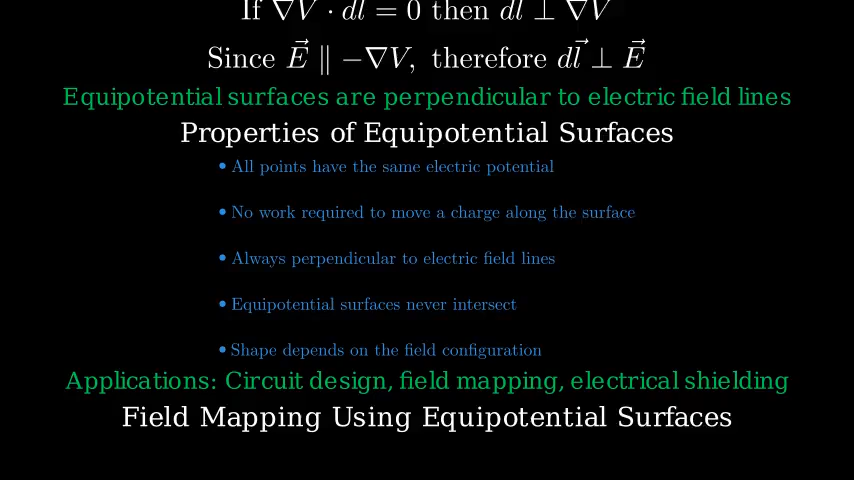 If ∇V · dl = 0 then dl ⊥ ∇V
Since E⃗ ∥ −∇V, therefore dl⃗ ⊥ E⃗
Equipotential surfaces are perpendicular to electric field lines
Properties of Equipotential Surfaces
• All points have the same electric potential
• No work required to move a charge along the surface
• Always perpendicular to electric field lines
• Equipotential surfaces never intersect
• Shape depends on the field configuration
Applications: Circuit design, field mapping, electrical shielding
Field Mapping Using Equipotential Surfaces